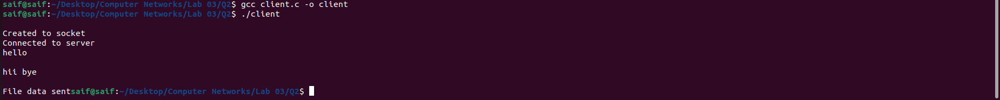 saif@saif:~/Desktop/Computer Networks/Lab 03/Q2$ gcc client.c -o client
saif@saif:~/Desktop/Computer Networks/Lab 03/Q2$ ./client
Created to socket
Connected to server
hello
hii bye
File data sentsaif@saif:~/Desktop/Computer Networks/Lab 03/Q2$